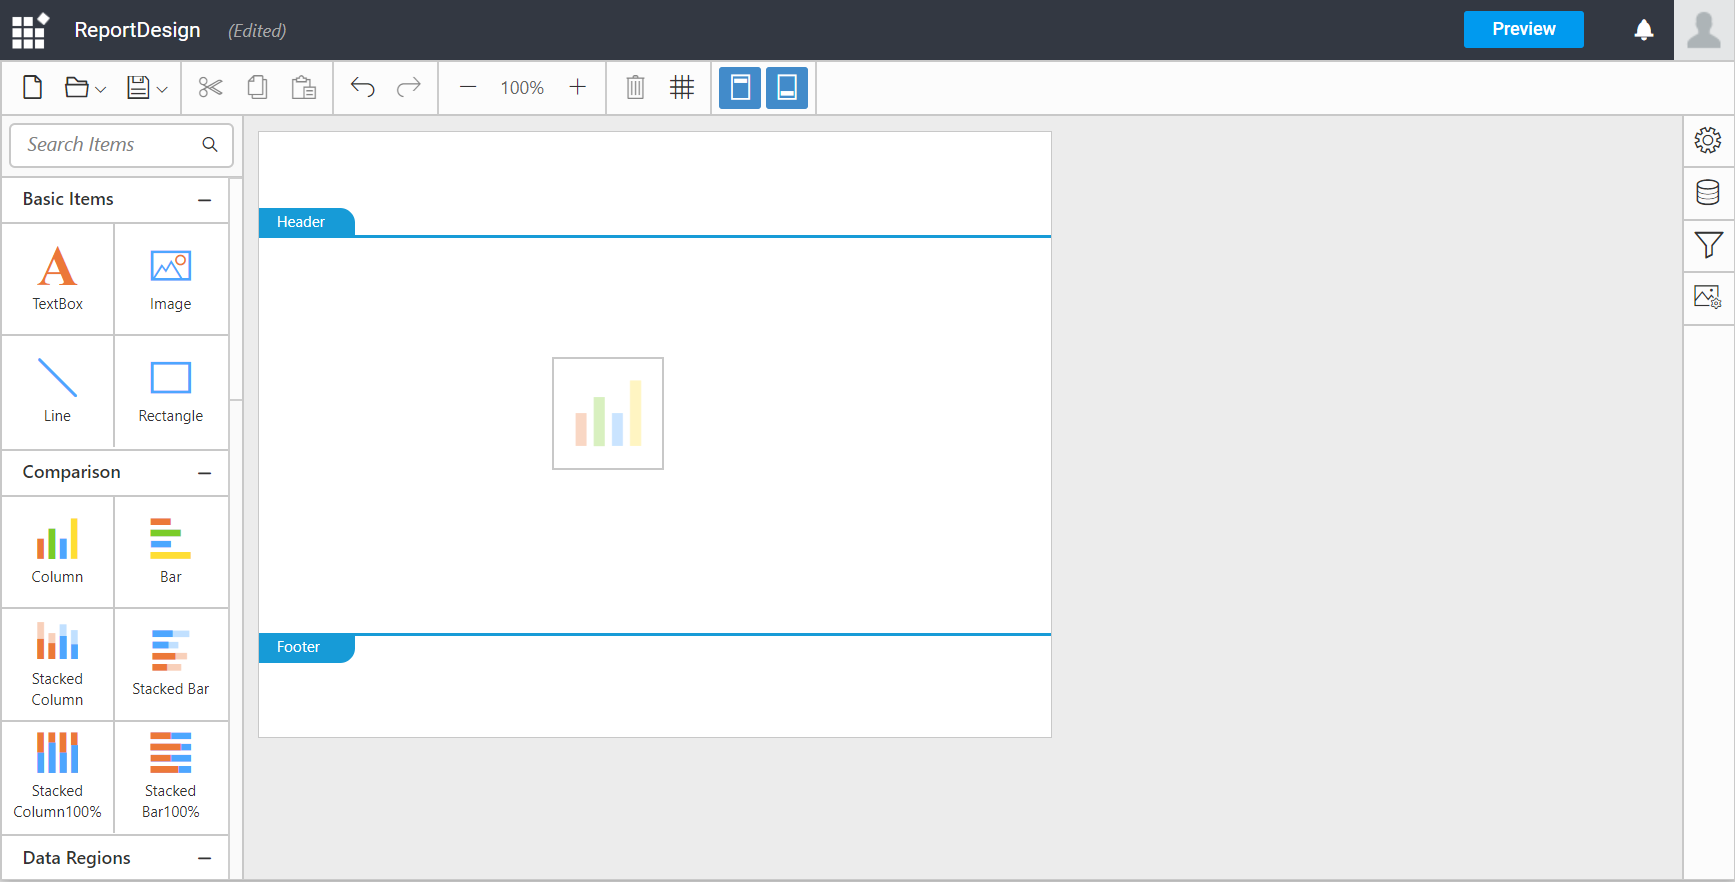 ReportDesign (Edited) Preview
100%
Search Items
Basic Items
TextBox Image
Line Rectangle
Comparison
Column Bar
Stacked
Column
Stacked Bar
Stacked
Column100%
Stacked
Bar100%
Data Regions
Header
Footer